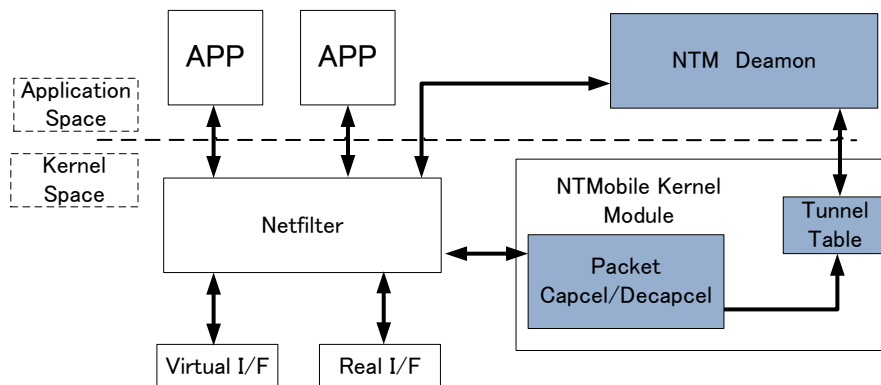 APP
APP
NTM Deamon
Application
Space
Kernel
Space
NTMobile Kernel
Module
Netfilter
Tunnel
Table
Packet
Capcel/Decapcel
Virtual I/F
Real I/F